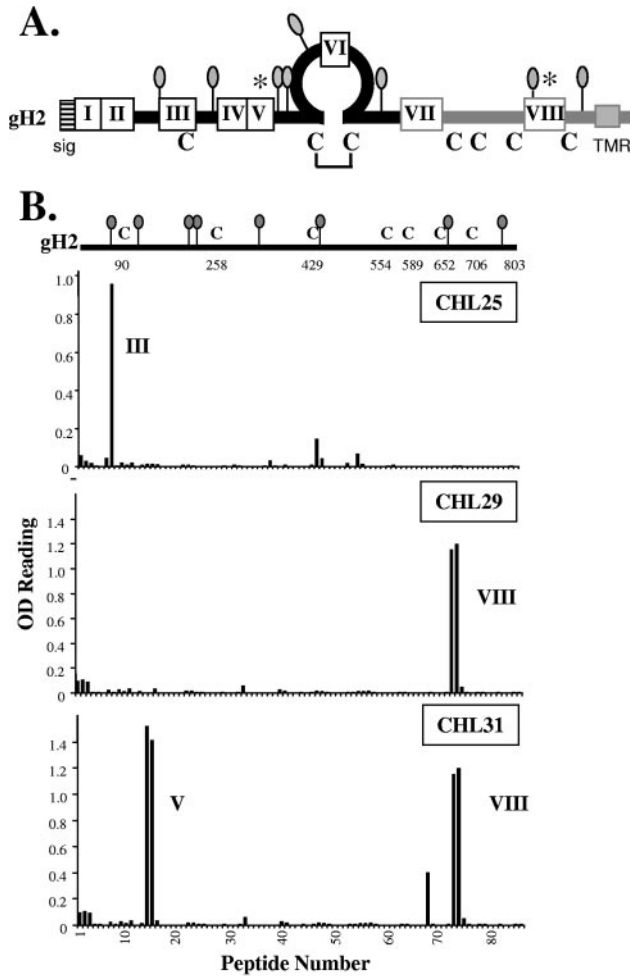 A.
VI
* *
gH2 I II III IV V VII VIII
sig C C C C C C C TMR
B.
C C C C C C C
gH2
90 258 429 554 589 652 706 803
1.0
CHL25
0.8
III
0.6
0.4
0.2
0
CHL29
1.4
1.2
1.0
VIII
0.8
0.6
0.4
0.2
0
OD Reading
CHL31
1.4
1.2
1.0
V VIII
0.8
0.6
0.4
0.2
0
1 10 20 30 40 50 60 70 80
Peptide Number